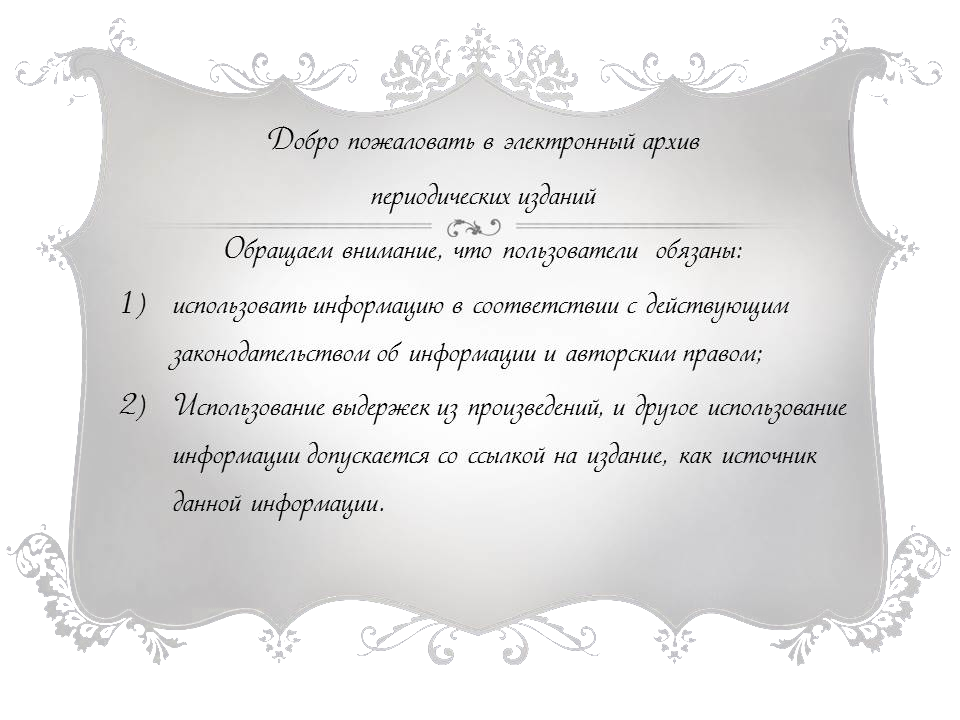 Добро пожаловать в электронный архив
периодических изданий
Обращаем внимание, что пользователи обязаны:
1) использовать информацию в соответствии с действующим
законодательством об информации и авторским правом;
2) Использование выдержек из произведений, и другое использование
информации допускается со ссылкой на издание, как источник
данной информации.